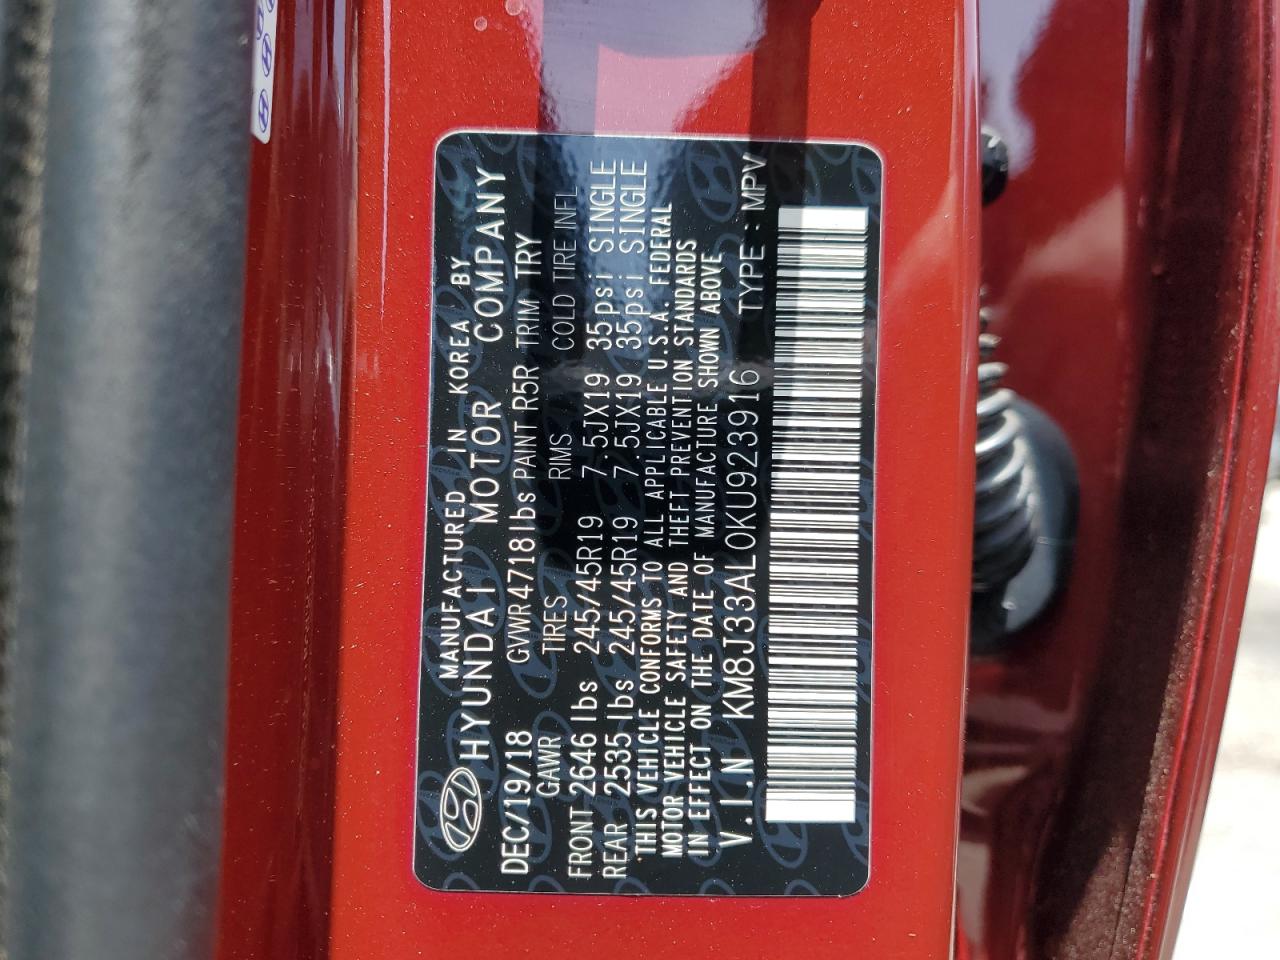 MANUFACTURED IN KOREA BY
HYUNDAI MOTOR COMPANY
DEC/19/18 GVWR4718lbs PAINT R5R TRIM TRY
GAWR TIRES RIMS COLD TIRE INFL
FRONT 2646 lbs 245/45R19 7.5JX19 35psi SINGLE
REAR 2535 lbs 245/45R19 7.5JX19 35psi SINGLE
THIS VEHICLE CONFORMS TO ALL APPLICABLE U.S.A. FEDERAL
MOTOR VEHICLE SAFETY AND THEFT PREVENTION STANDARDS
IN EFFECT ON THE DATE OF MANUFACTURE SHOWN ABOVE
V.I.N KM8J33AL0KU923916 TYPE : MPV